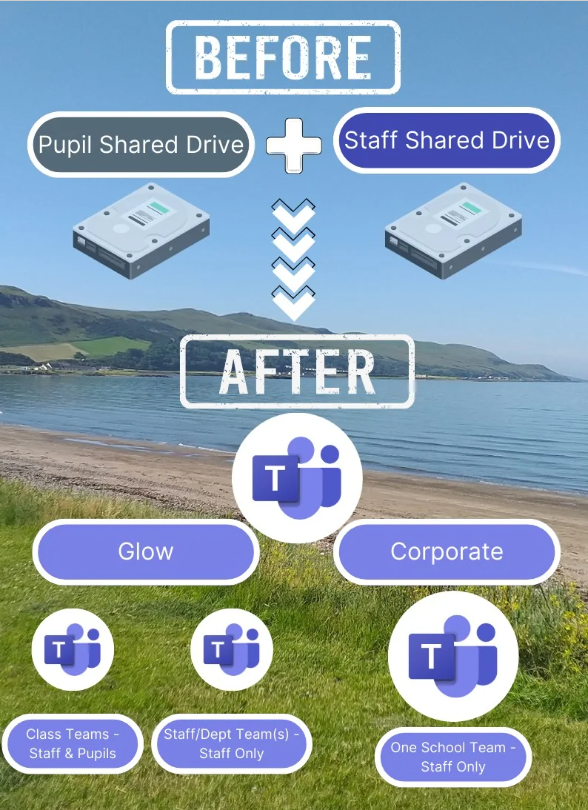 BEFORE
Pupil Shared Drive
Staff Shared Drive
AFTER
T
Glow
Corporate
T
T
T
Class Teams -
Staff & Pupils
Staff/Dept Team(s) -
Staff Only
One School Team -
Staff Only